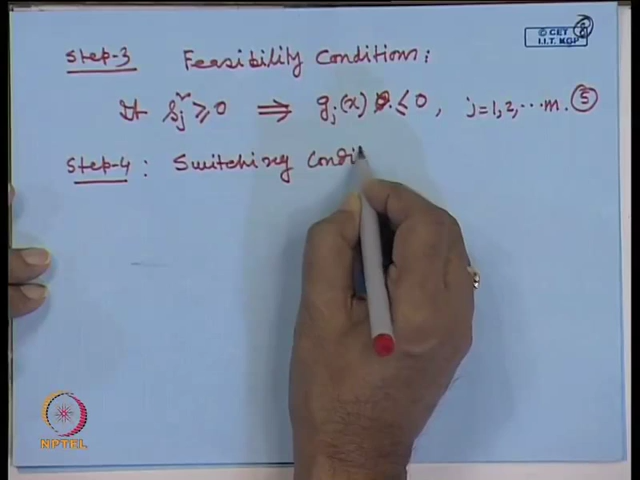 © CET
I.I.T. KGP
Step-3 Feasibility Condition:
If Sj² ≥ 0 ⟹ gj(x) ≤ 0, j=1,2,...m. ⑤
Step-4 : Switching Condi
NPTEL